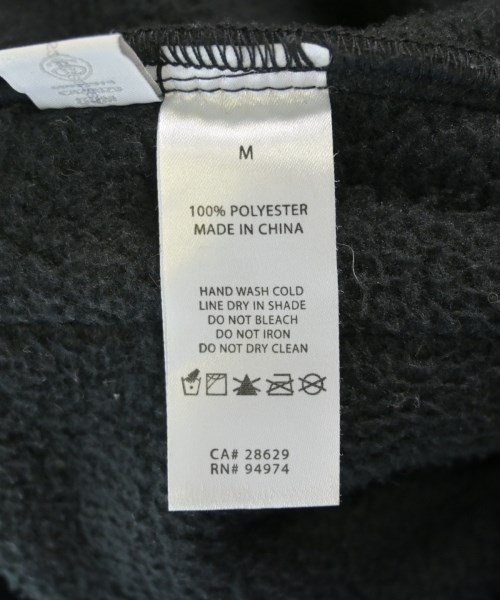 M
100% POLYESTER
MADE IN CHINA
HAND WASH COLD
LINE DRY IN SHADE
DO NOT BLEACH
DO NOT IRON
DO NOT DRY CLEAN
CA# 28629
RN# 94974